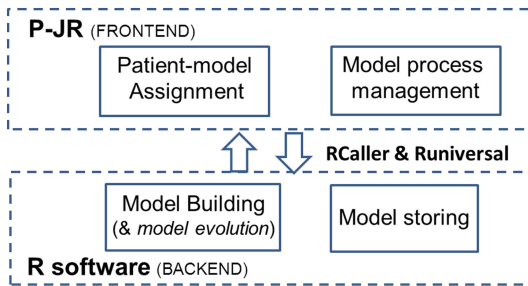 P-JR (FRONTEND)
Patient-model
Assignment
Model process
management
RCaller & Runiversal
Model Building
(& model evolution)
Model storing
R software (BACKEND)